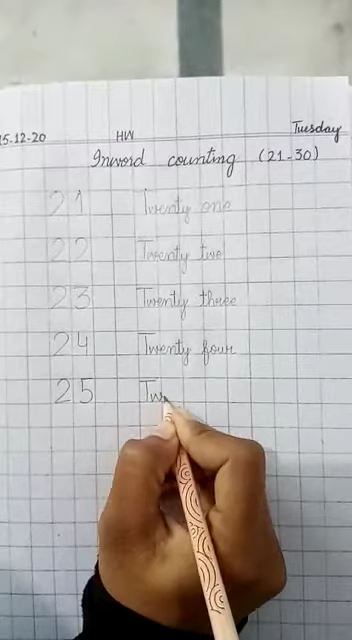 15-12-20 HW Tuesday
Inword counting (21-30)
21 Twenty one
22 Twenty two
23 Twenty three
24 Twenty four
25 Tw